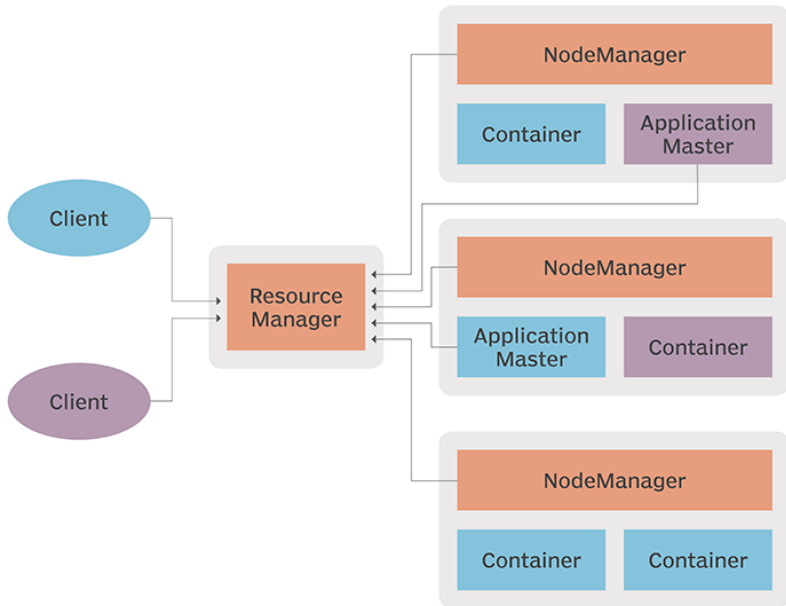 NodeManager
Container
Application
Master
Client
NodeManager
Resource
Manager
Application
Master
Container
Client
NodeManager
Container
Container